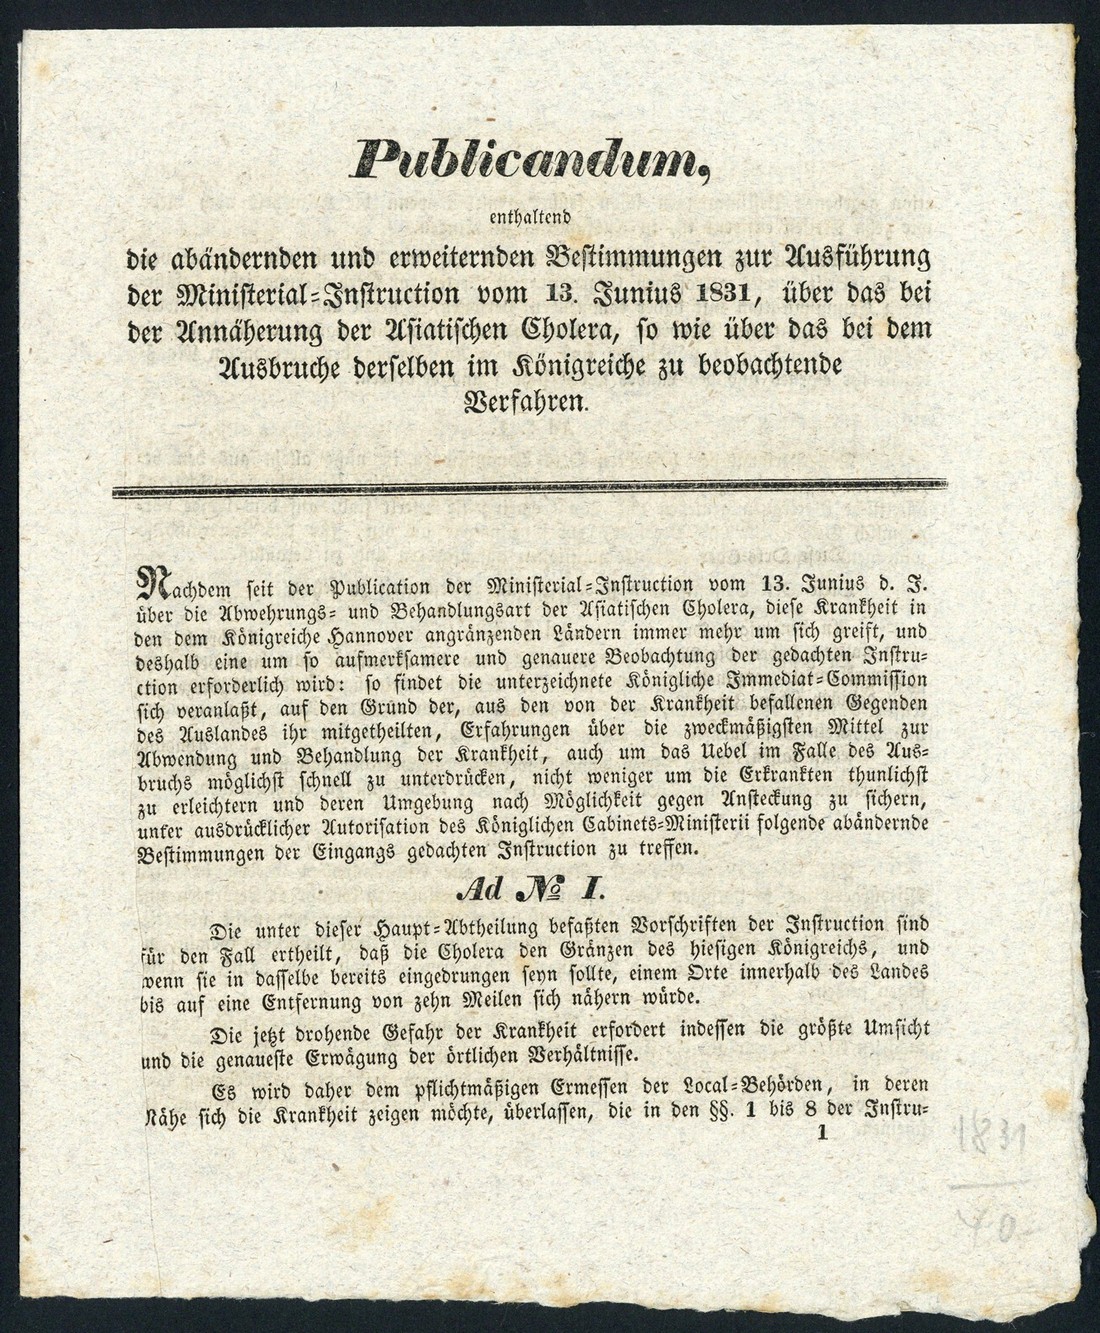 Publicandum,
enthaltend
die abändernden und erweiternden Bestimmungen zur Ausführung
der Ministerial-Instruction vom 13. Junius 1831, über das bei
der Annäherung der Asiatischen Cholera, so wie über das bei dem
Ausbruche derselben im Königreiche zu beobachtende
Verfahren.
Nachdem seit der Publication der Ministerial-Instruction vom 13. Junius d. J.
über die Abwehrungs- und Behandlungsart der Asiatischen Cholera, diese Krankheit in
den dem Königreiche Hannover angränzenden Ländern immer mehr um sich greift, und
deshalb eine um so aufmerksamere und genauere Beobachtung der gedachten Instru-
ction erforderlich wird: so findet die unterzeichnete Königliche Immediat-Commission
sich veranlaßt, auf den Grund der, aus den von der Krankheit befallenen Gegenden
des Auslandes ihr mitgetheilten, Erfahrungen über die zweckmäßigsten Mittel zur
Abwendung und Behandlung der Krankheit, auch um das Uebel im Falle des Aus-
bruchs möglichst schnell zu unterdrücken, nicht weniger um die Erkrankten thunlichst
zu erleichtern und deren Umgebung nach Möglichkeit gegen Ansteckung zu sichern,
unter ausdrücklicher Autorisation des Königlichen Cabinets-Ministerii folgende abändernde
Bestimmungen der Eingangs gedachten Instruction zu treffen.
Ad № I.
Die unter dieser Haupt-Abtheilung befaßten Vorschriften der Instruction sind
für den Fall ertheilt, daß die Cholera den Gränzen des hiesigen Königreichs, und
wenn sie in dasselbe bereits eingedrungen seyn sollte, einem Orte innerhalb des Landes
bis auf eine Entfernung von zehn Meilen sich nähern würde.
Die jetzt drohende Gefahr der Krankheit erfordert indessen die größte Umsicht
und die genaueste Erwägung der örtlichen Verhältnisse.
Es wird daher dem pflichtmäßigen Ermessen der Local-Behörden, in deren
Nähe sich die Krankheit zeigen möchte, überlassen, die in den §§. 1 bis 8 der Instru-
1
1831